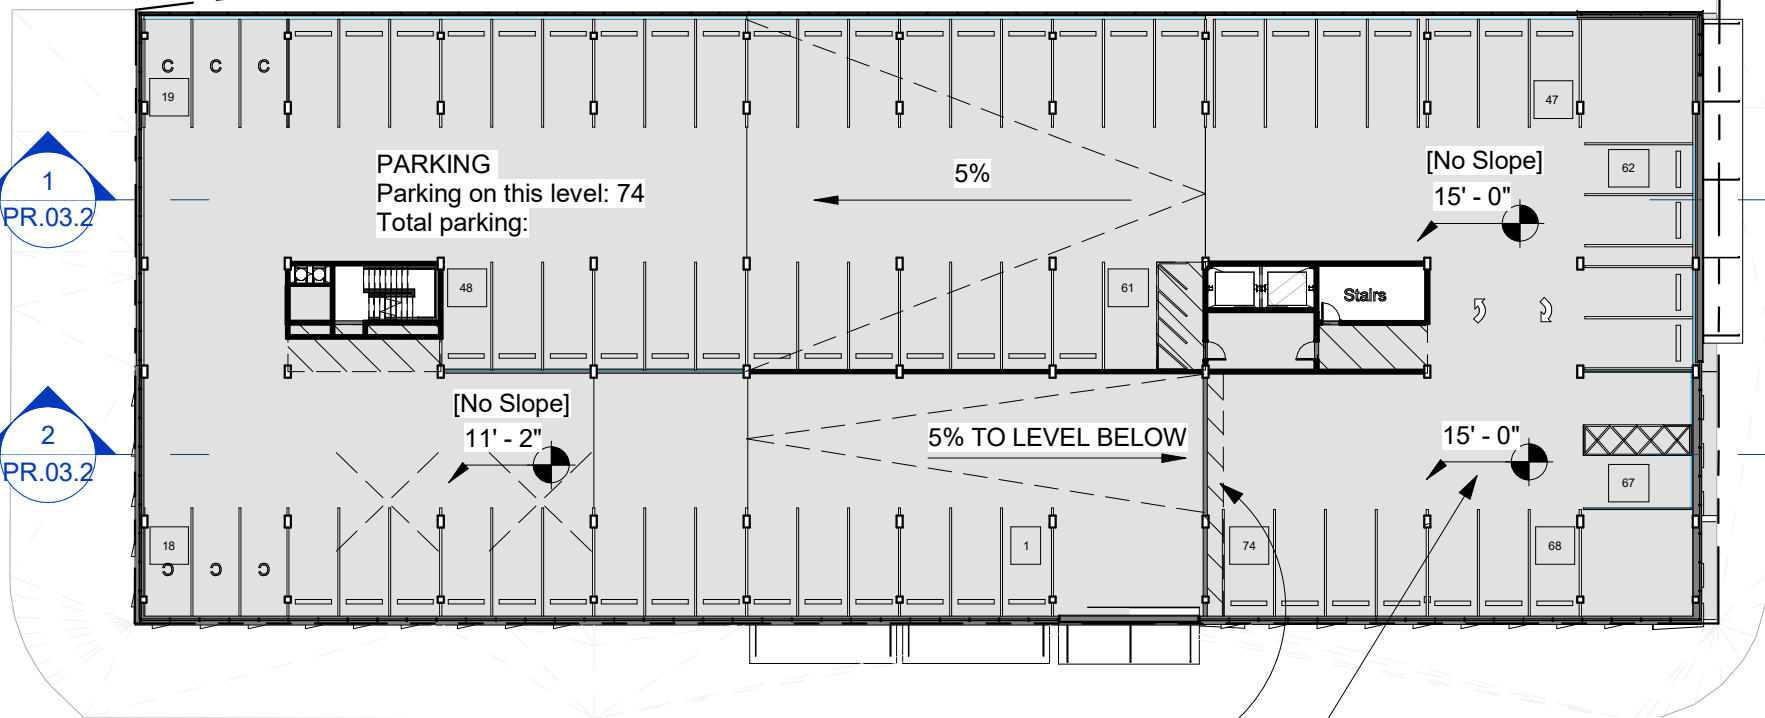 C C C
19
47
1
PR.03.2
PARKING
Parking on this level: 74
Total parking:
5%
[No Slope]
15' - 0"
62
48
61
Stairs
2
PR.03.2
[No Slope]
11' - 2"
5% TO LEVEL BELOW
15' - 0"
67
18
1
74
68
C C C